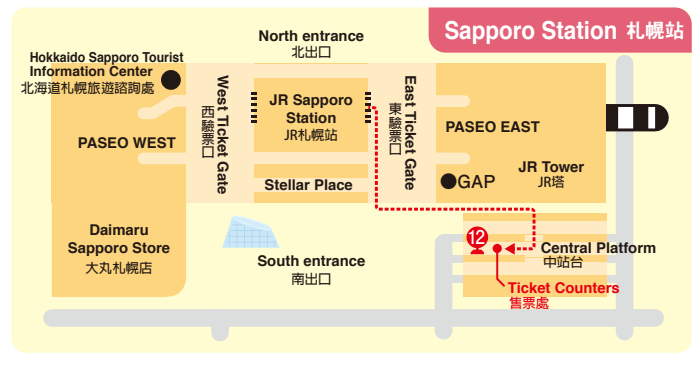 Sapporo Station 札幌站
North entrance
北出口
Hokkaido Sapporo Tourist
Information Center
北海道札幌旅遊諮詢處
West Ticket Gate
西驗票口
JR Sapporo
Station
JR札幌站
East Ticket Gate
東驗票口
PASEO WEST
PASEO EAST
JR Tower
JR塔
GAP
Stellar Place
Daimaru
Sapporo Store
大丸札幌店
South entrance
南出口
12
Central Platform
中站台
Ticket Counters
售票處